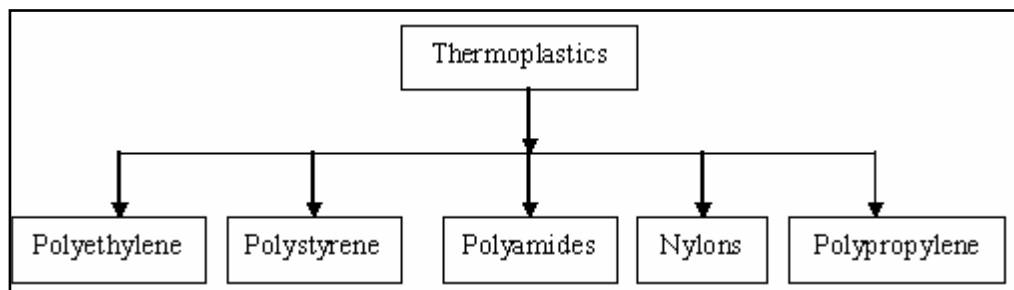 Thermoplastics
Polyethylene
Polystyrene
Polyamides
Nylons
Polypropylene